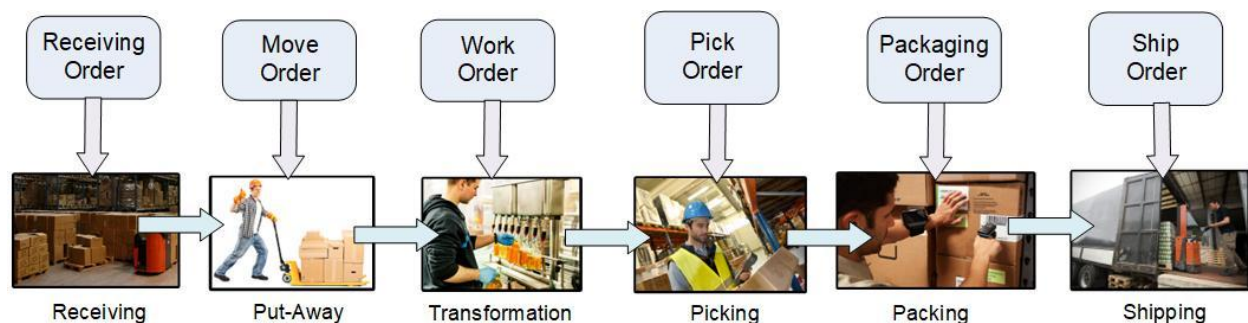 Receiving
Order
Move
Order
Work
Order
Pick
Order
Packaging
Order
Ship
Order
Receiving
Put-Away
Transformation
Picking
Packing
Shipping